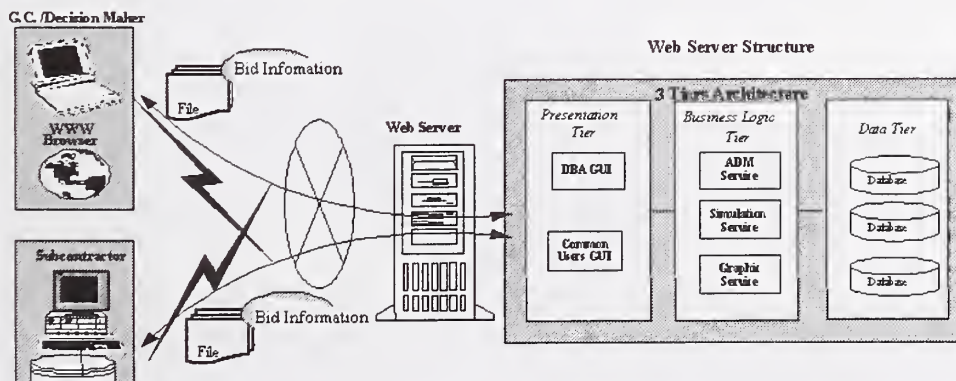 G.C./Decision Maker
Bid Infomation
File
WWW
Browser
Subcontractor
Bid Information
File
Web Server
Web Server Structure
3 Tiers Architecture
Presentation
Tier
DBA GUI
Common
Users GUI
Business Logic
Tier
ADM
Service
Simulation
Service
Graphic
Service
Data Tier
Database
Database
Database